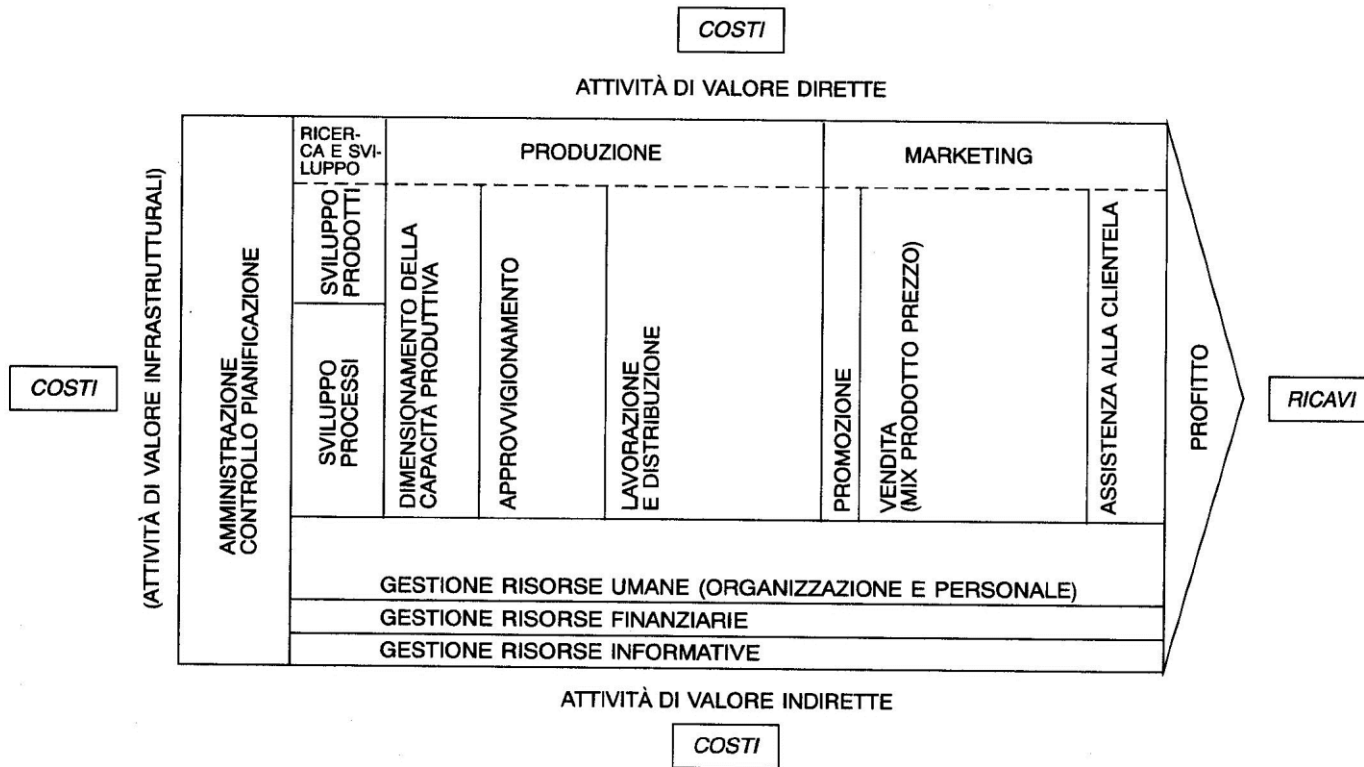 COSTI
ATTIVITÀ DI VALORE DIRETTE
(ATTIVITÀ DI VALORE INFRASTRUTTURALI)
COSTI
AMMINISTRAZIONE
CONTROLLO PIANIFICAZIONE
RICER-
CA E SVI-
LUPPO
PRODUZIONE
MARKETING
SVILUPPO
PRODOTTI
SVILUPPO
PROCESSI
DIMENSIONAMENTO DELLA
CAPACITÀ PRODUTTIVA
APPROVVIGIONAMENTO
LAVORAZIONE
E DISTRIBUZIONE
PROMOZIONE
VENDITA
(MIX PRODOTTO PREZZO)
ASSISTENZA ALLA CLIENTELA
PROFITTO
RICAVI
GESTIONE RISORSE UMANE (ORGANIZZAZIONE E PERSONALE)
GESTIONE RISORSE FINANZIARIE
GESTIONE RISORSE INFORMATIVE
ATTIVITÀ DI VALORE INDIRETTE
COSTI